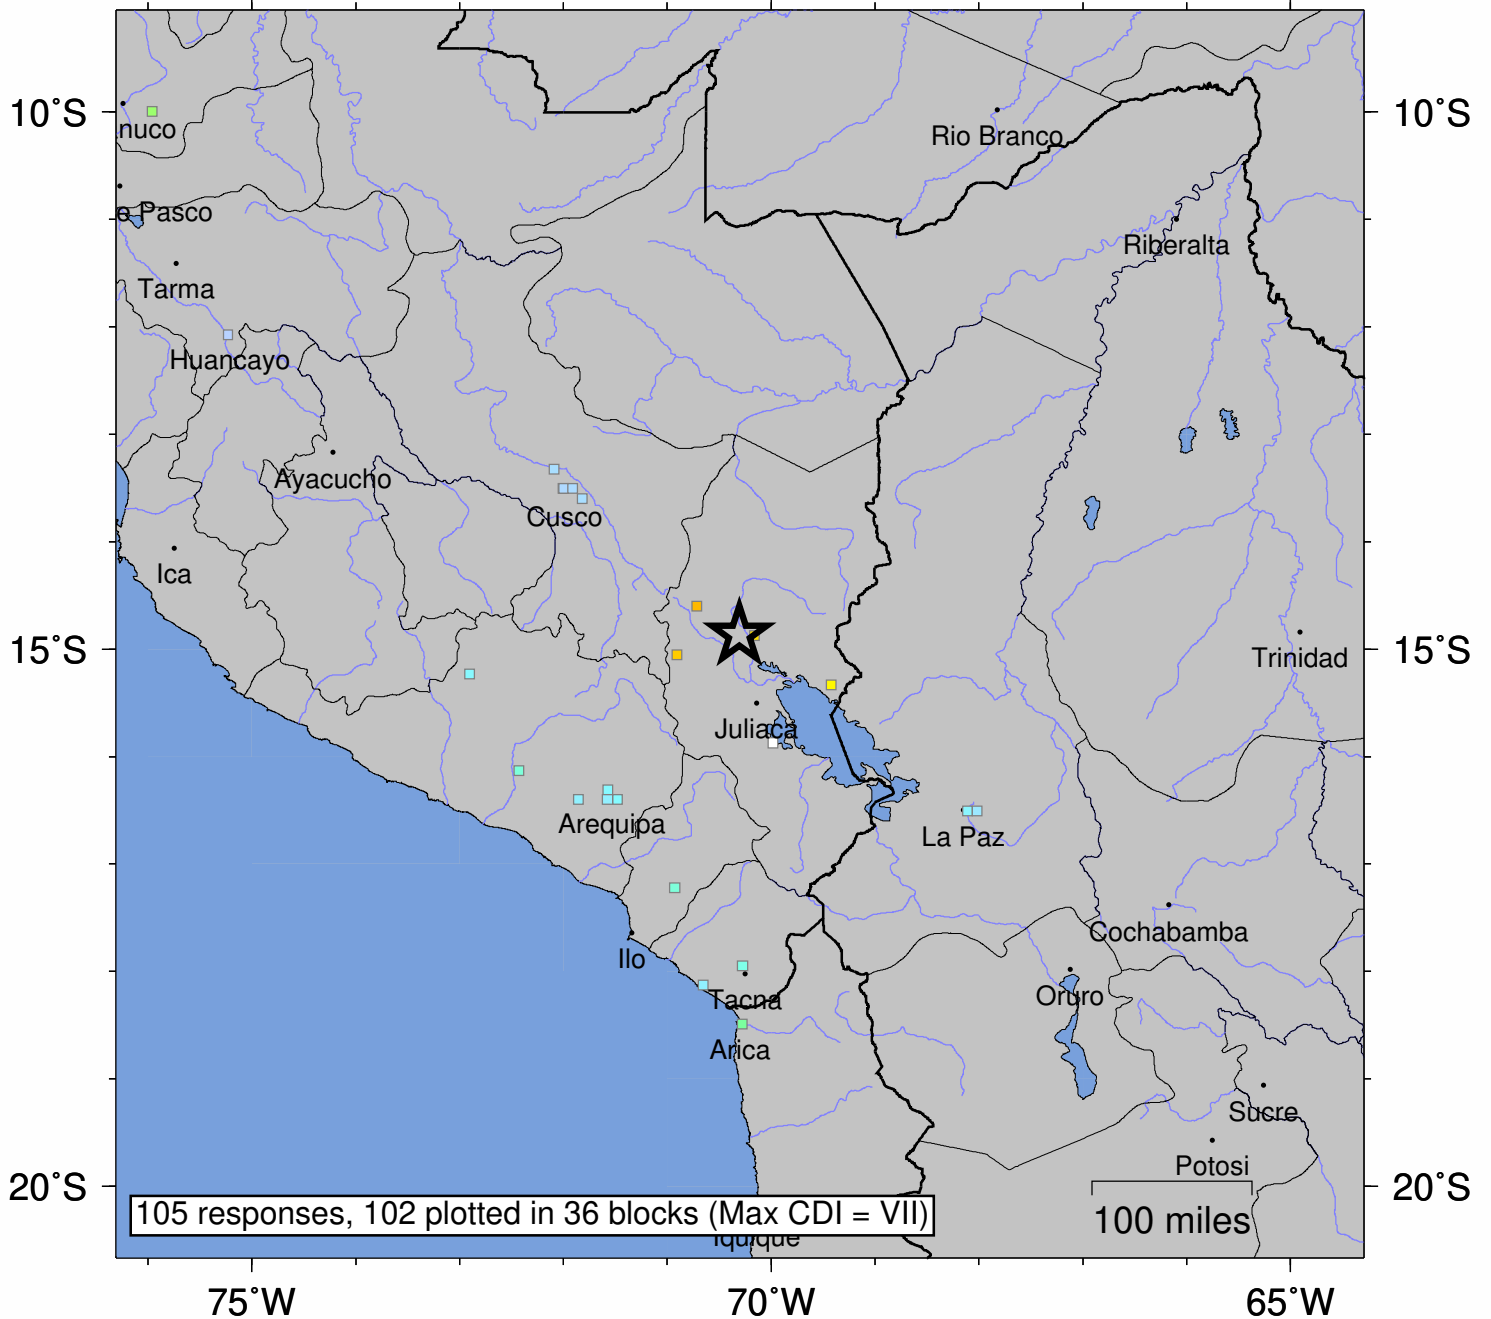 10°S
10°S
nuco
Rio Branco
e Pasco
Riberalta
Tarma
Huancayo
Ayacucho
Cusco
Ica
15°S
15°S
Trinidad
Juliaca
Arequipa
La Paz
Cochabamba
Ilo
Oruro
Tacna
Arica
Sucre
Potosi
20°S
20°S
105 responses, 102 plotted in 36 blocks (Max CDI = VII)
100 miles
Iquique
75°W
70°W
65°W